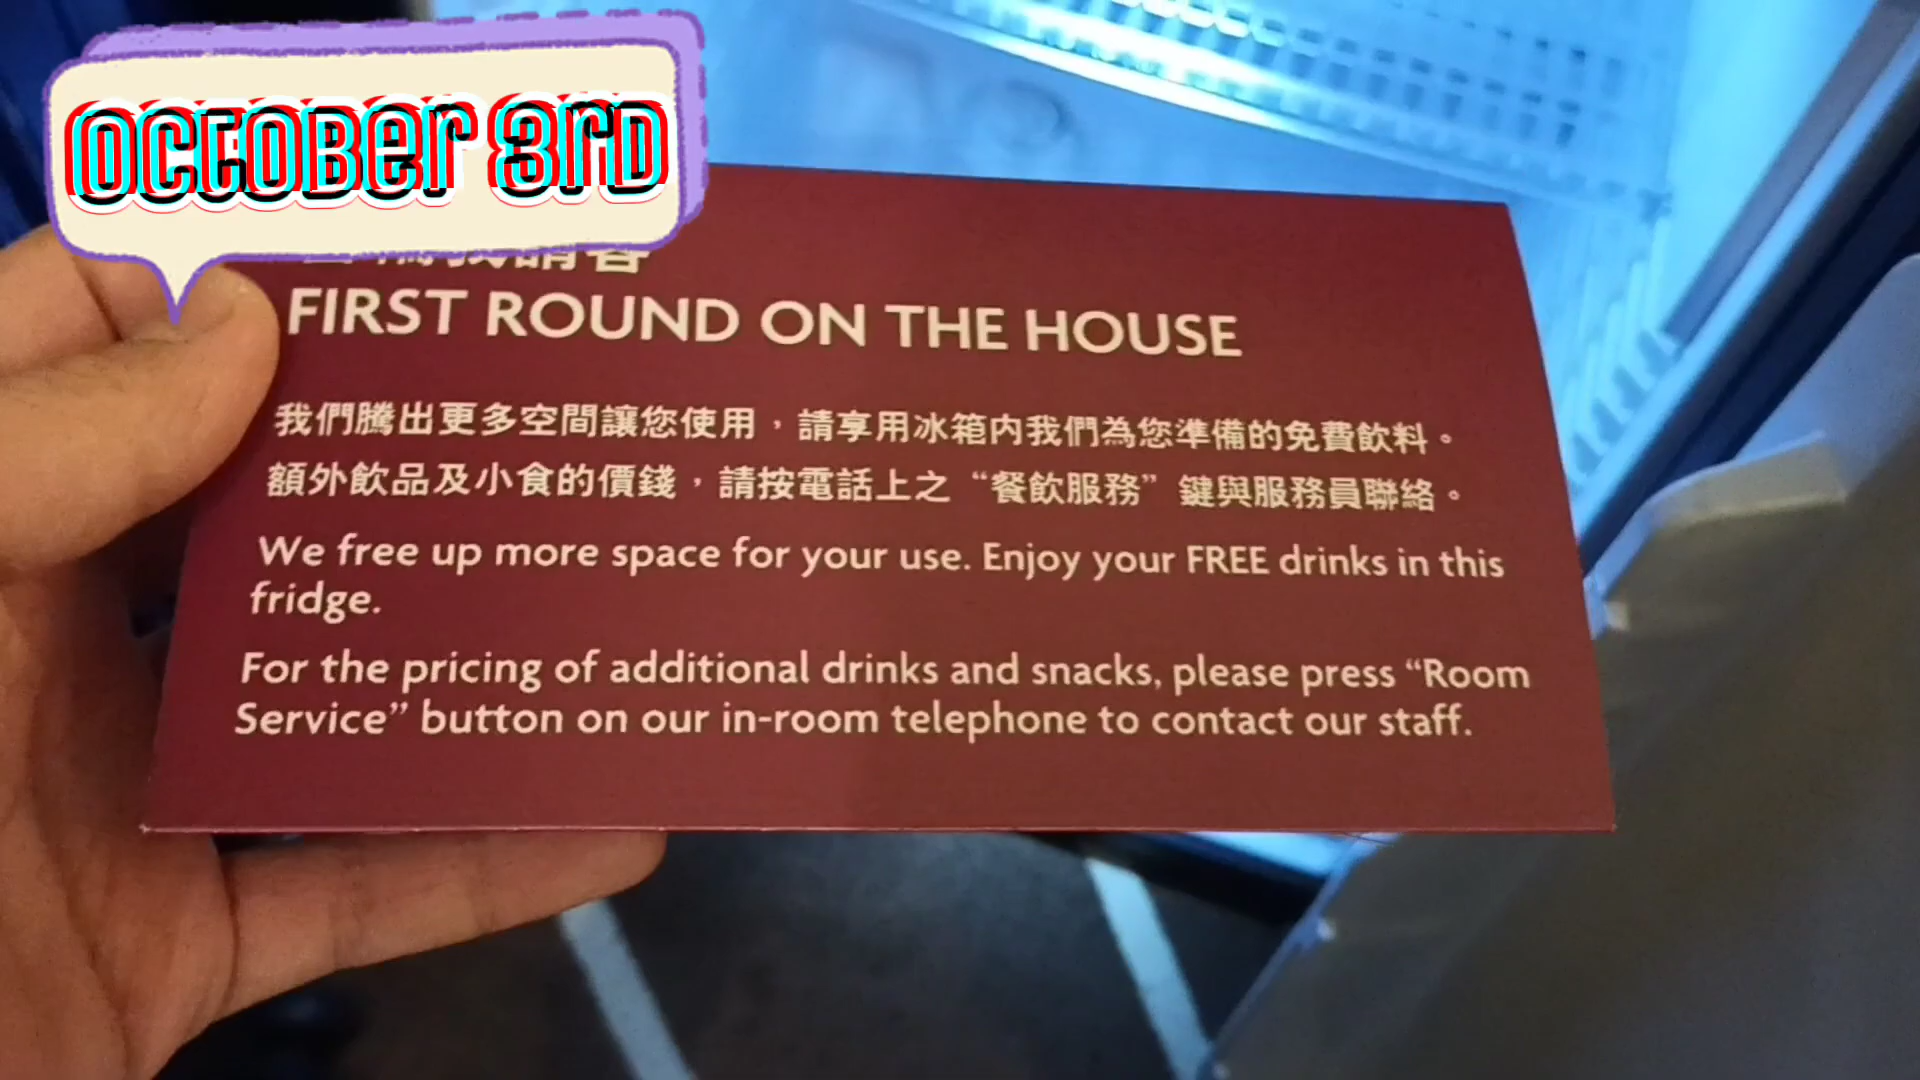 OCTOBER 3RD
請客
FIRST ROUND ON THE HOUSE
我們騰出更多空間讓您使用，請享用冰箱内我們為您準備的免費飲料。
額外飲品及小食的價錢，請按電話上之 “餐飲服務” 鍵與服務員聯絡。
We free up more space for your use. Enjoy your FREE drinks in this
fridge.
For the pricing of additional drinks and snacks, please press “Room
Service” button on our in-room telephone to contact our staff.